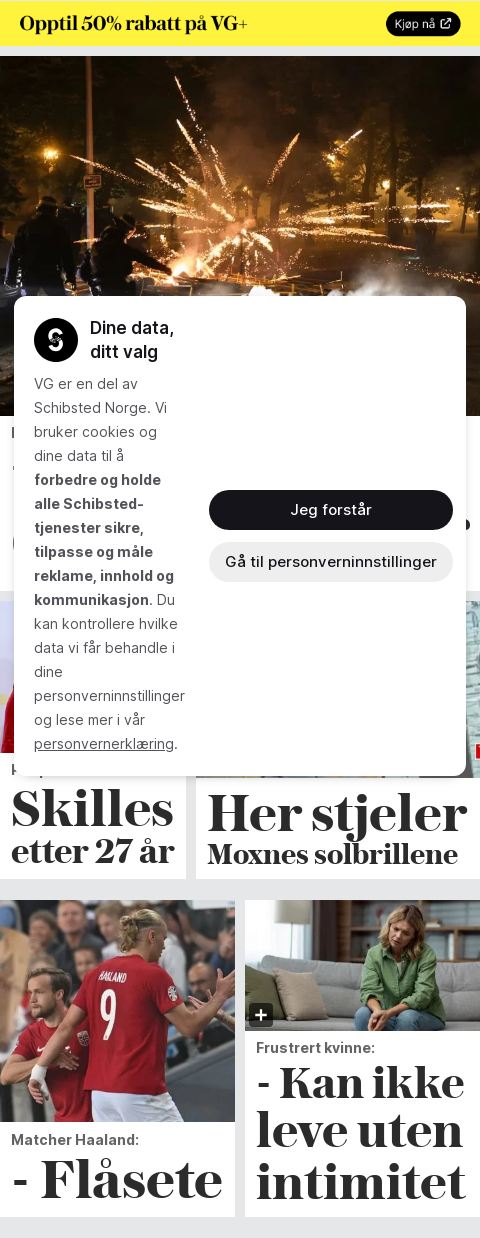 Opptil 50% rabatt på VG+
Kjøp nå
Dine data,
ditt valg
VG er en del av
Schibsted Norge. Vi
bruker cookies og
dine data til å
forbedre og holde
alle Schibsted-
tjenester sikre,
tilpasse og måle
reklame, innhold og
kommunikasjon. Du
kan kontrollere hvilke
data vi får behandle i
dine
personverninnstillinger
og lese mer i vår
personvernerklæring.
Jeg forstår
Gå til personverninnstillinger
Skilles
etter 27 år
Her stjeler
Moxnes solbrillene
HAALAND
9
Matcher Haaland:
- Flåsete
Frustrert kvinne:
- Kan ikke
leve uten
intimitet